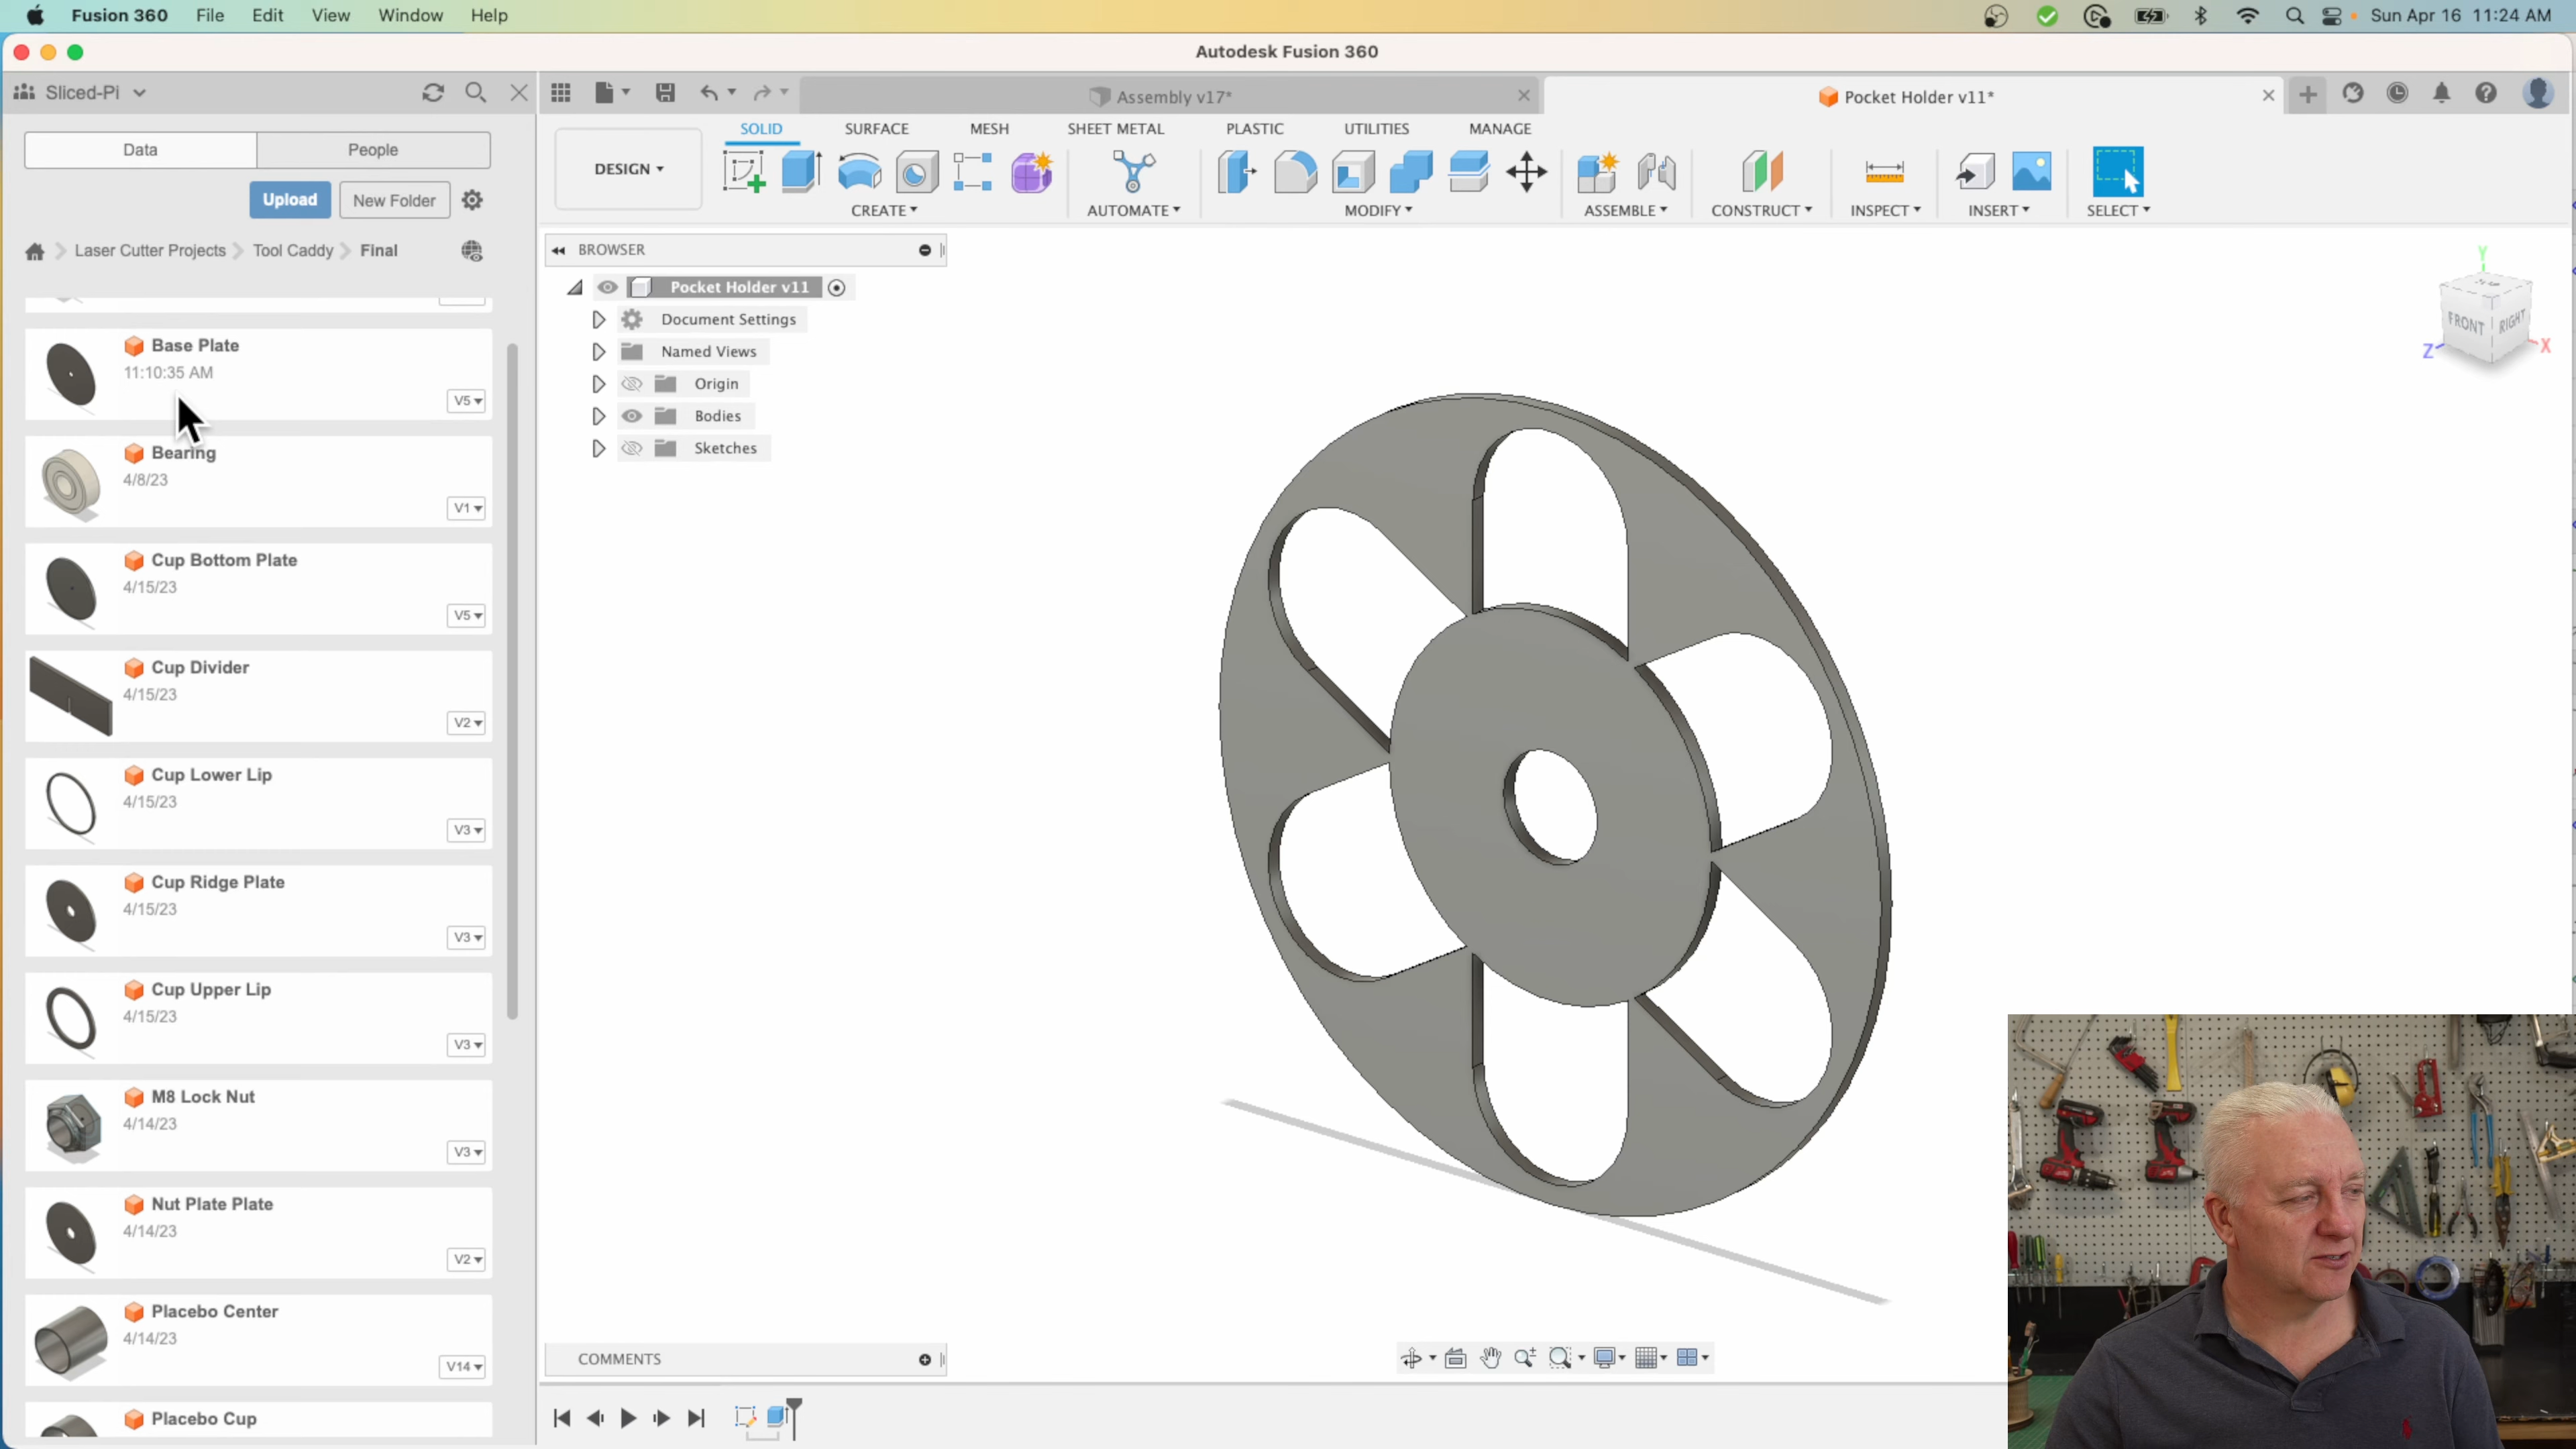 Fusion 360 File Edit View Window Help
Sun Apr 16 11:24 AM
Autodesk Fusion 360
Sliced-Pi
Assembly v17*
Pocket Holder v11*
Data People
Upload New Folder
Laser Cutter Projects Tool Caddy Final
Base Plate
11:10:35 AM
V5
Bearing
4/8/23
V1
Cup Bottom Plate
4/15/23
V5
Cup Divider
4/15/23
V2
Cup Lower Lip
4/15/23
V3
Cup Ridge Plate
4/15/23
V3
Cup Upper Lip
4/15/23
V3
M8 Lock Nut
4/14/23
V3
Nut Plate Plate
4/14/23
V2
Placebo Center
4/14/23
V14
Placebo Cup
DESIGN
SOLID SURFACE MESH SHEET METAL PLASTIC UTILITIES MANAGE
CREATE AUTOMATE MODIFY ASSEMBLE CONSTRUCT INSPECT INSERT SELECT
BROWSER
Pocket Holder v11
Document Settings
Named Views
Origin
Bodies
Sketches
Y
FRONT RIGHT
Z X
COMMENTS